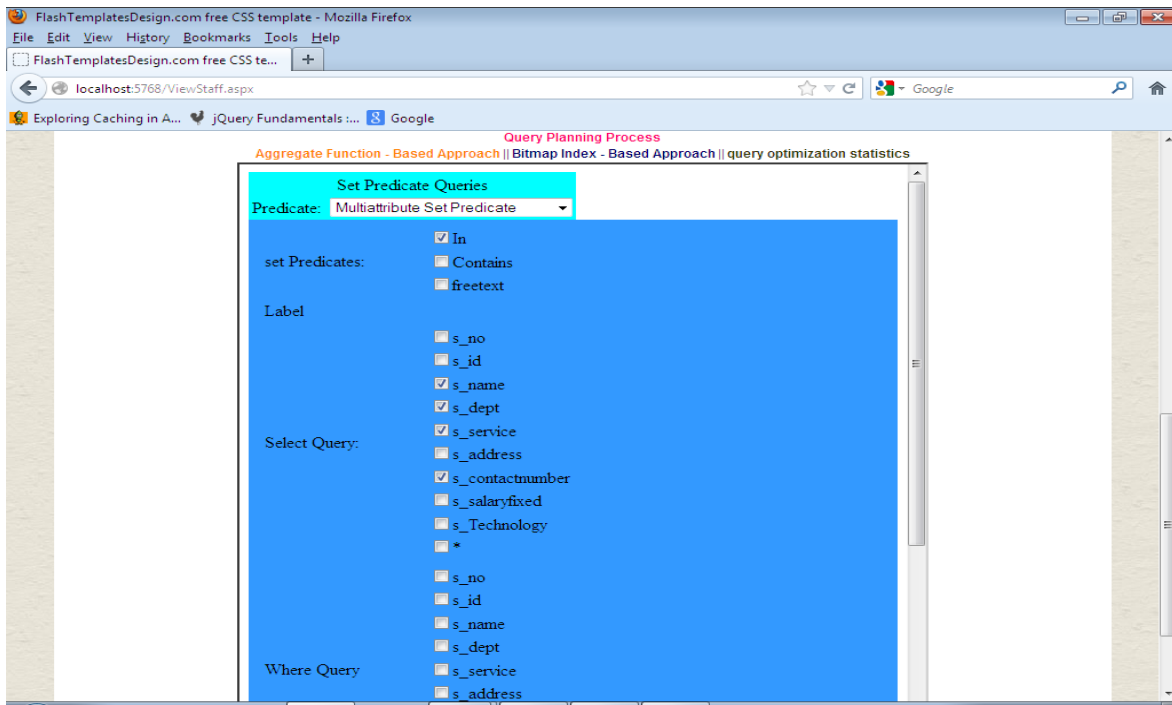 FlashTemplatesDesign.com free CSS template - Mozilla Firefox
File Edit View History Bookmarks Tools Help
FlashTemplatesDesign.com free CSS te... +
localhost:5768/ViewStaff.aspx Google
Exploring Caching in A... jQuery Fundamentals :... Google
Query Planning Process
Aggregate Function - Based Approach || Bitmap Index - Based Approach || query optimization statistics
Set Predicate Queries
Predicate: Multiattribute Set Predicate
set Predicates:
In
Contains
freetext
Label
Select Query:
s_no
s_id
s_name
s_dept
s_service
s_address
s_contactnumber
s_salaryfixed
s_Technology
*
Where Query
s_no
s_id
s_name
s_dept
s_service
s_address